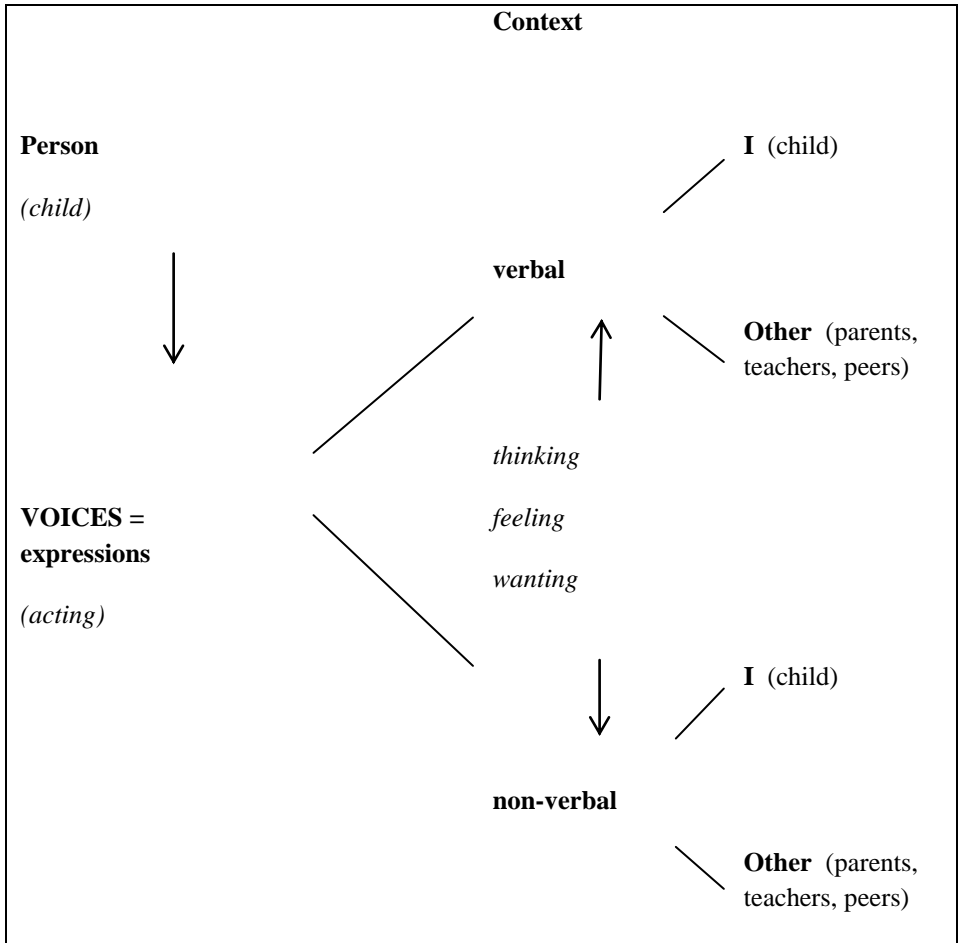 Context
Person
I (child)
(child)
verbal
Other (parents,
teachers, peers)
thinking
VOICES =
expressions
feeling
wanting
(acting)
I (child)
non-verbal
Other (parents,
teachers, peers)